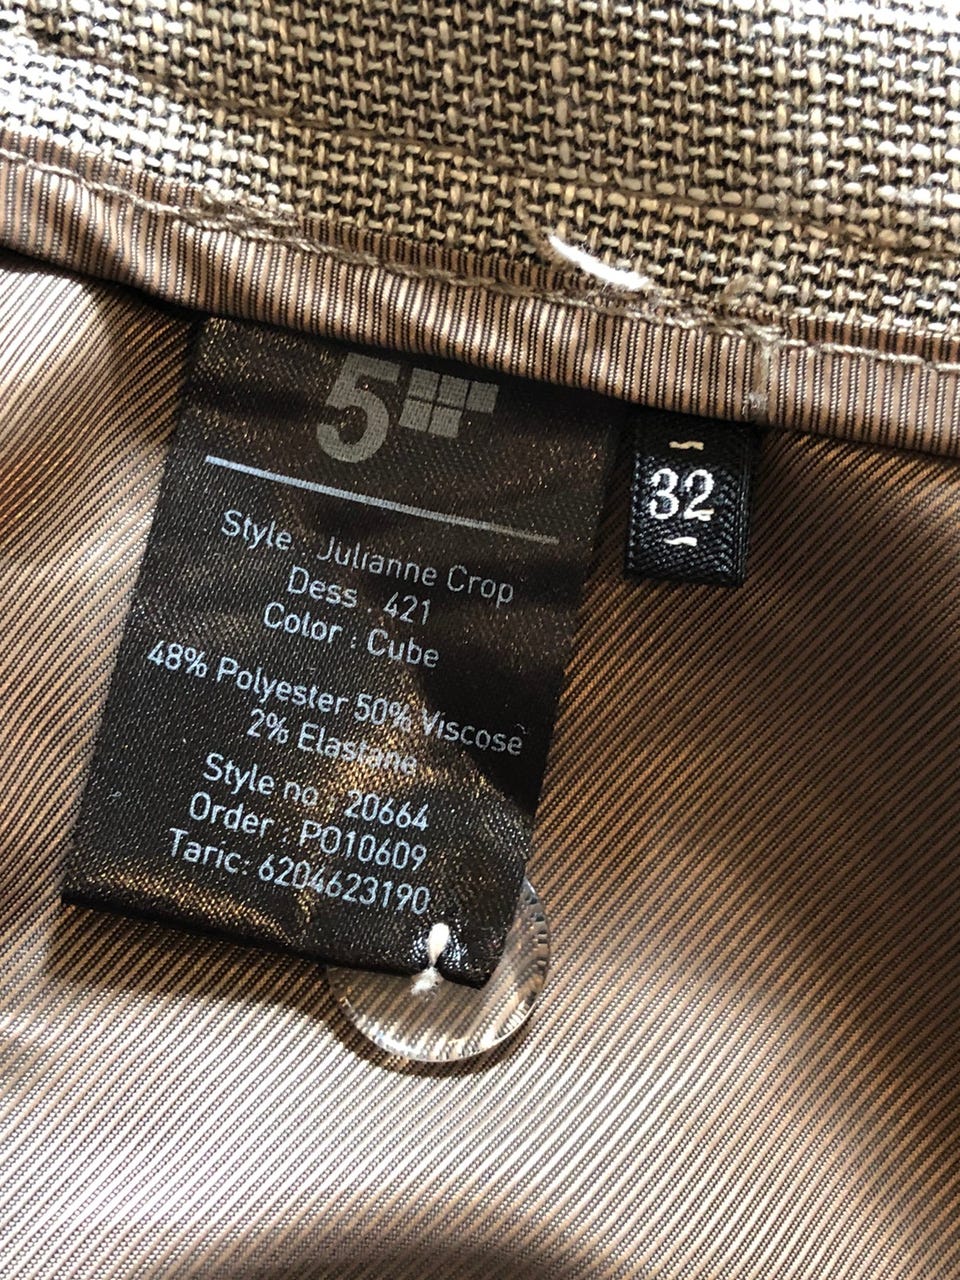 5
32
Style : Julianne Crop
Dess : 421
Color : Cube
48% Polyester 50% Viscose
2% Elastane
Style no : 20664
Order : PO10609
Taric: 6204623190